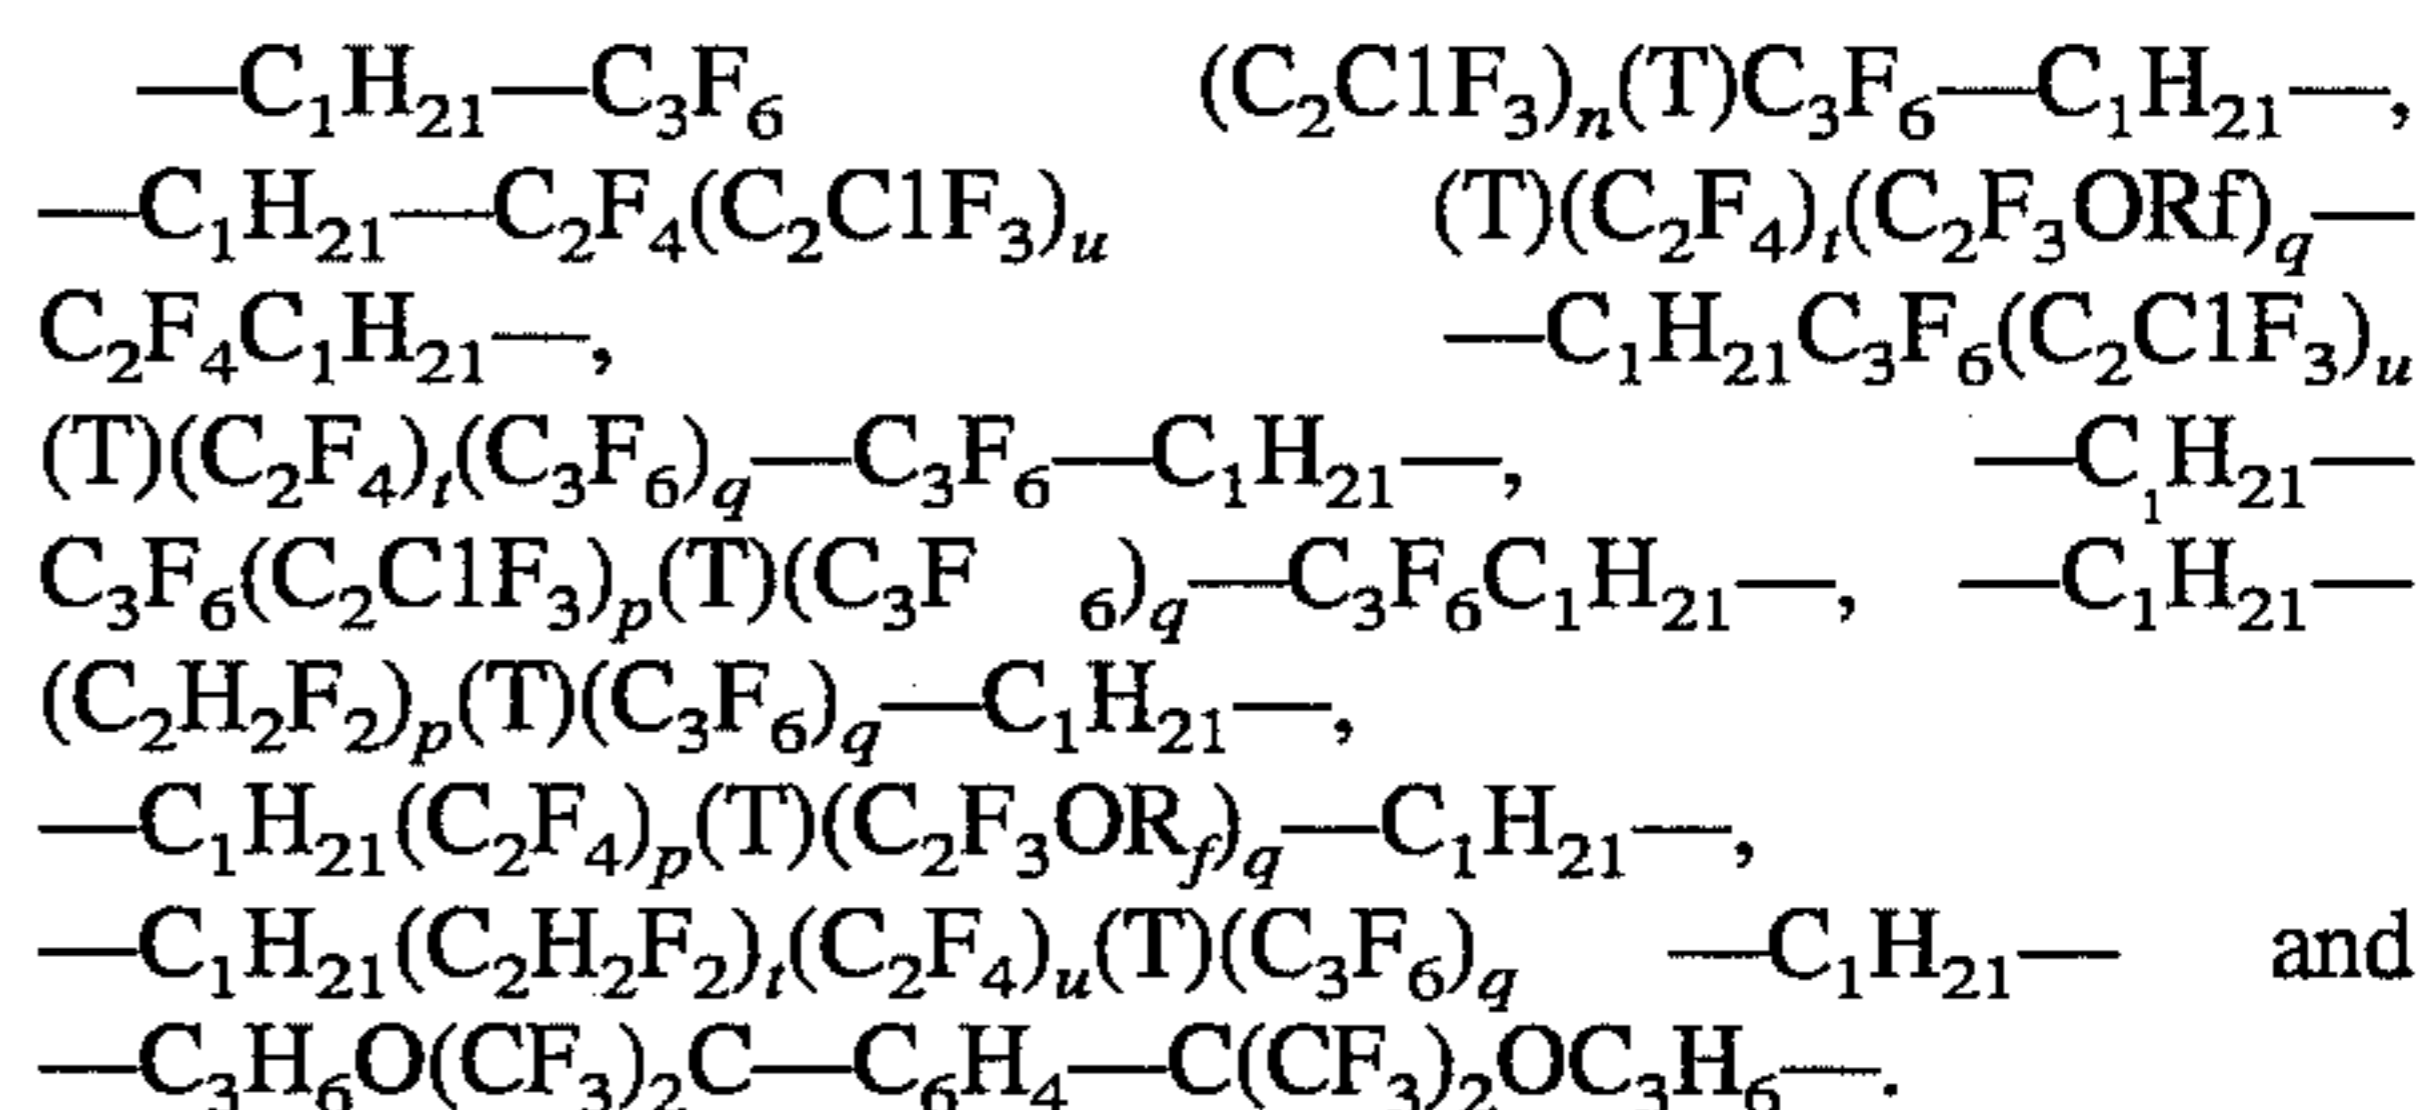 —C₁H₂₁—C₃F₆ (C₂C1F₃)ₙ(T)C₃F₆—C₁H₂₁—,
—C₁H₂₁—C₂F₄(C₂C1F₃)ᵤ (T)(C₂F₄)ₜ(C₂F₃ORf)q—
C₂F₄C₁H₂₁—, —C₁H₂₁C₃F₆(C₂C1F₃)ᵤ
(T)(C₂F₄)ₜ(C₃F₆)q—C₃F₆—C₁H₂₁—, —C₁H₂₁—
C₃F₆(C₂C1F₃)ₚ(T)(C₃F ₆)q—C₃F₆C₁H₂₁—, —C₁H₂₁—
(C₂H₂F₂)ₚ(T)(C₃F₆)q—C₁H₂₁—,
—C₁H₂₁(C₂F₄)ₚ(T)(C₂F₃ORf)q—C₁H₂₁—,
—C₁H₂₁(C₂H₂F₂)ₜ(C₂F₄)ᵤ(T)(C₃F₆)q —C₁H₂₁— and
—C₃H₆O(CF₃)₂C—C₆H₄—C(CF₃)₂OC₃H₆—.